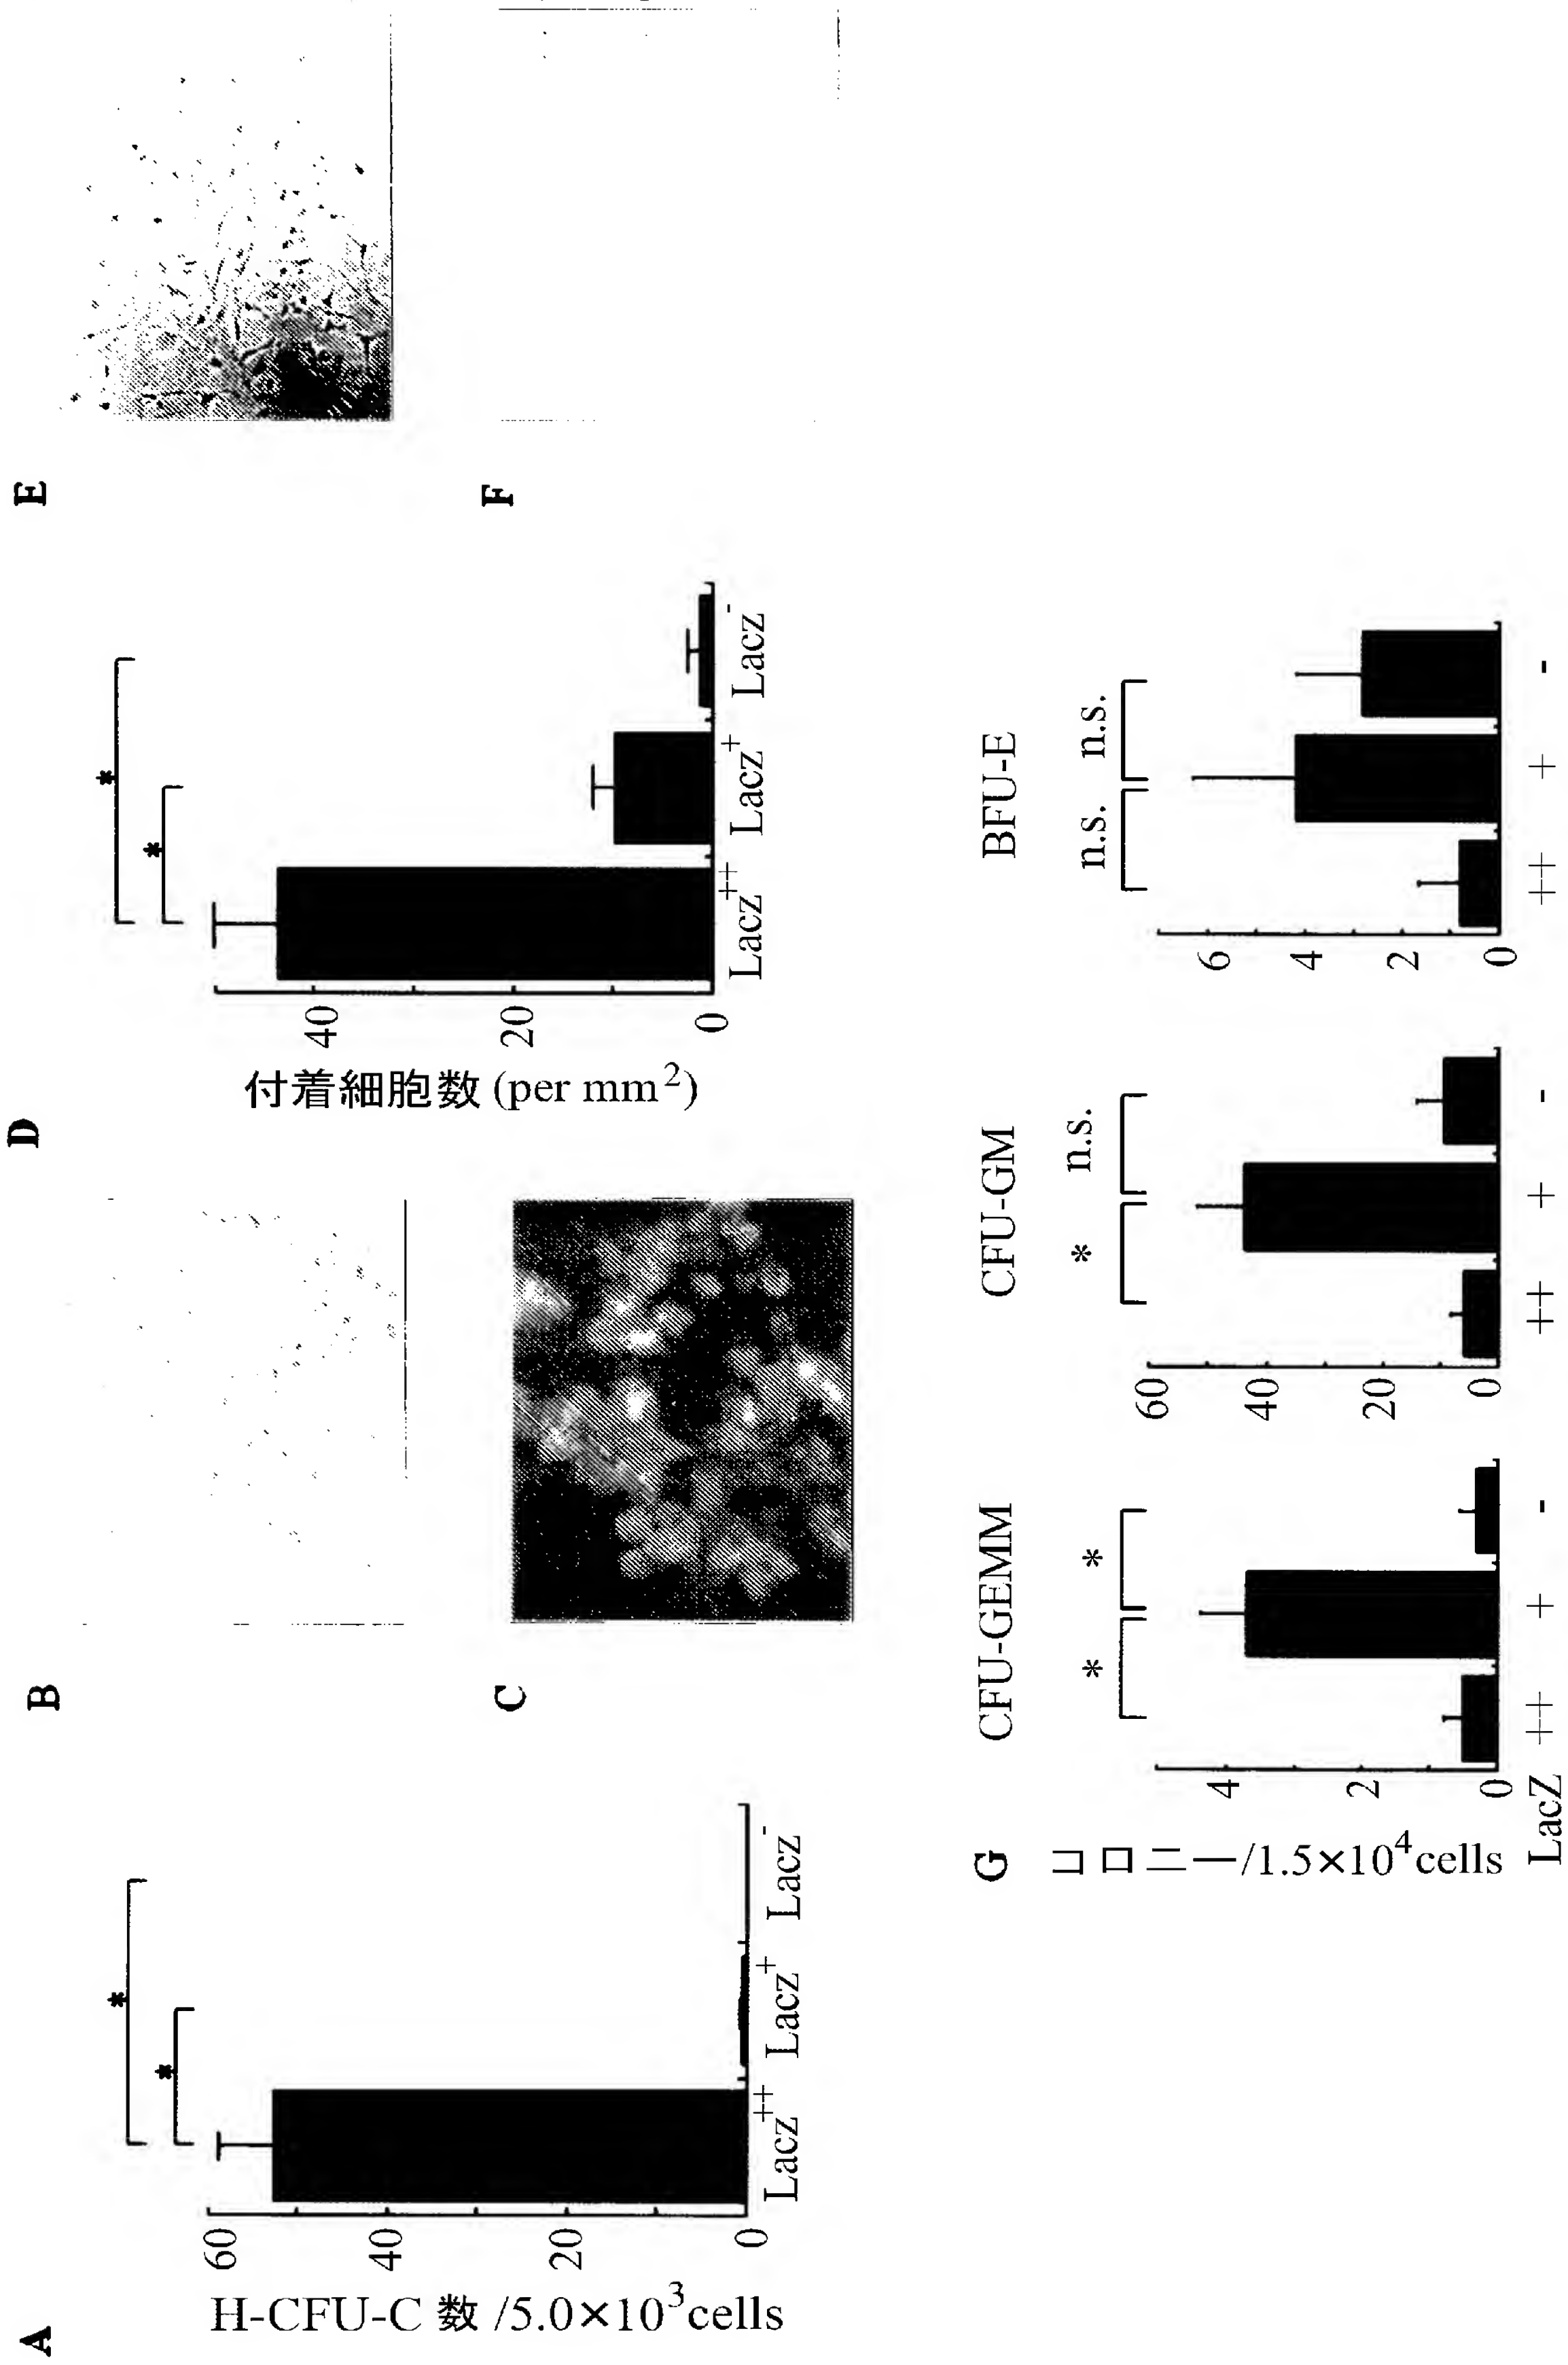 A
H-CFU-C 数 /5.0×10³cells
60
40
20
0
*
*
Lacz⁺⁺
Lacz⁺
Lacz⁻
B
C
D
付着細胞数 (per mm²)
40
20
0
*
*
Lacz⁺⁺
Lacz⁺
Lacz⁻
E
F
G
コロニー/1.5×10⁴cells
CFU-GEMM
* *
4
2
0
LacZ ++ + -
CFU-GM
* n.s.
60
40
20
0
++ + -
BFU-E
n.s. n.s.
6
4
2
0
++ + -